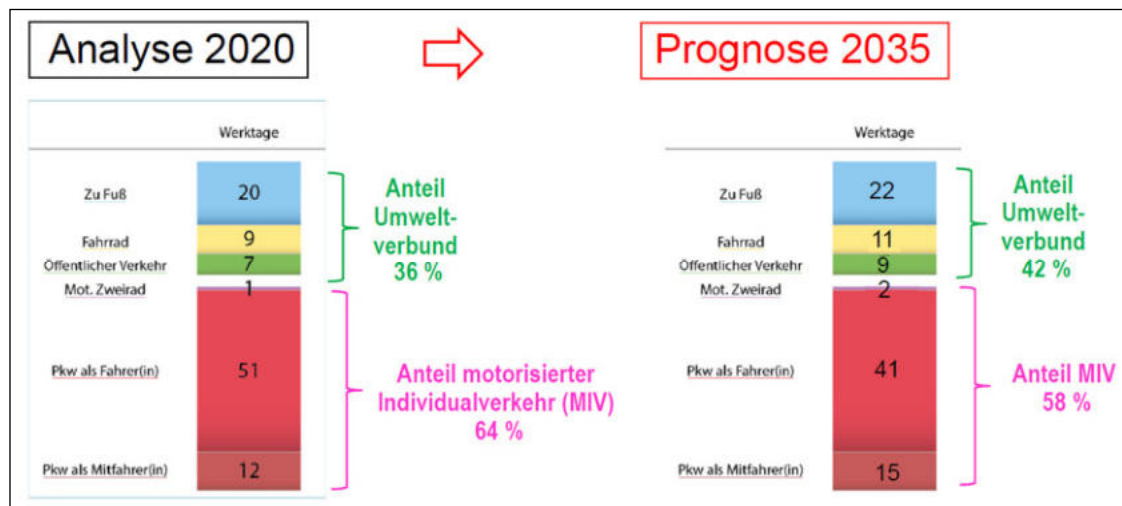 Analyse 2020
Prognose 2035
Werktage
Zu Fuß
20
Fahrrad
9
Öffentlicher Verkehr
7
Mot. Zweirad
1
Pkw als Fahrer(in)
51
Pkw als Mitfahrer(in)
12
Anteil
Umwelt-
verbund
36 %
Anteil motorisierter
Individualverkehr (MIV)
64 %
Werktage
Zu Fuß
22
Fahrrad
11
Öffentlicher Verkehr
9
Mot. Zweirad
2
Pkw als Fahrer(in)
41
Pkw als Mitfahrer(in)
15
Anteil
Umwelt-
verbund
42 %
Anteil MIV
58 %